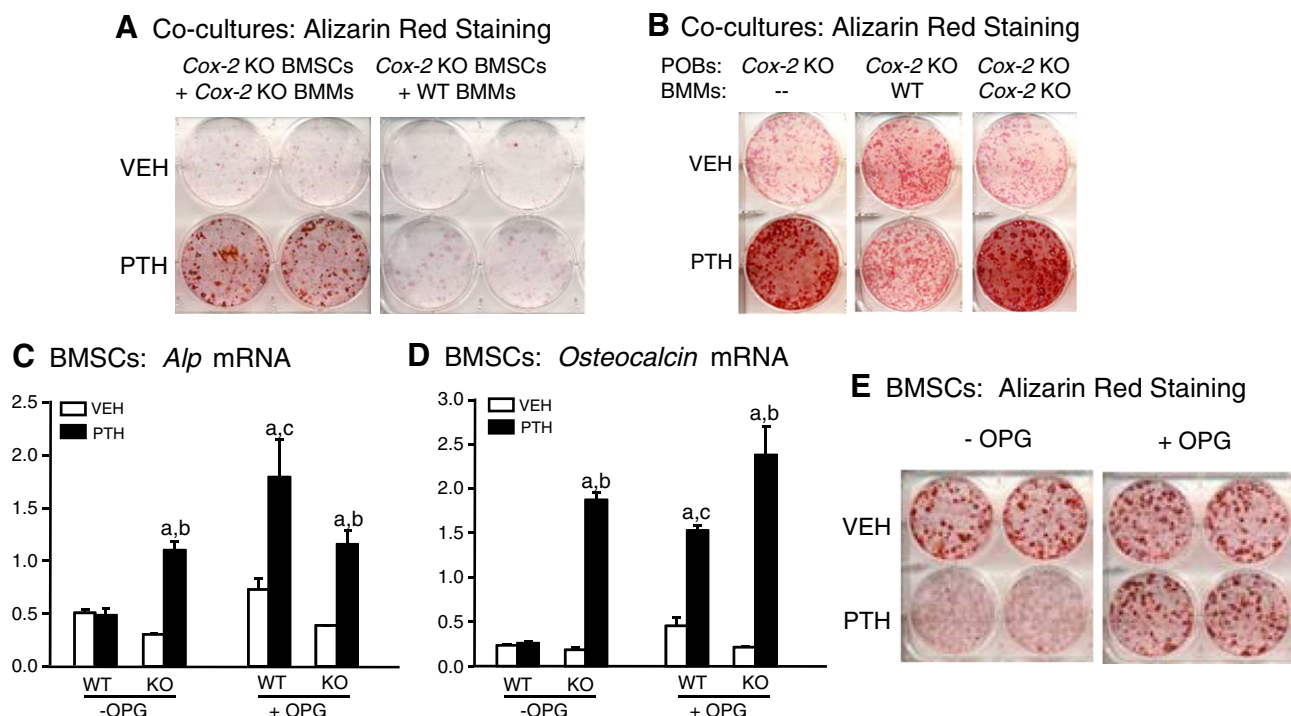 A Co-cultures: Alizarin Red Staining
Cox-2 KO BMSCs
+ Cox-2 KO BMMs
Cox-2 KO BMSCs
+ WT BMMs
VEH
PTH
B Co-cultures: Alizarin Red Staining
POBs: Cox-2 KO Cox-2 KO Cox-2 KO
BMMs: -- WT Cox-2 KO
VEH
PTH
C BMSCs: Alp mRNA
2.5
2.0
1.5
1.0
0.5
0.0
VEH
PTH
a,b
a,c
a,b
WT KO WT KO
-OPG + OPG
D BMSCs: Osteocalcin mRNA
3.0
2.5
2.0
1.5
1.0
0.5
0.0
VEH
PTH
a,b
a,c
a,b
WT KO WT KO
-OPG + OPG
E BMSCs: Alizarin Red Staining
- OPG + OPG
VEH
PTH